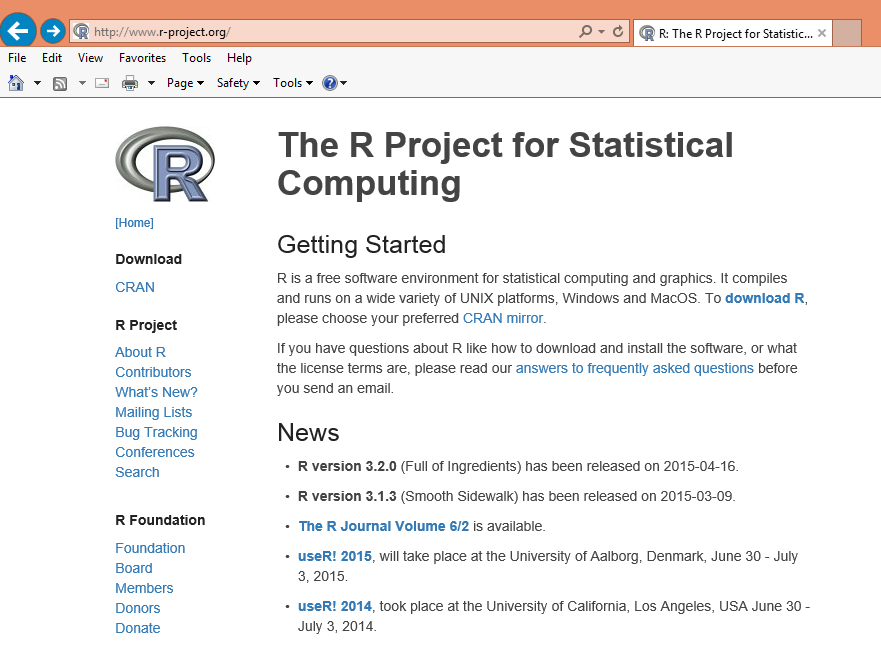 http://www.r-project.org/
R: The R Project for Statistic...
File Edit View Favorites Tools Help
Page Safety Tools
R
[Home]
Download
CRAN
R Project
About R
Contributors
What's New?
Mailing Lists
Bug Tracking
Conferences
Search
R Foundation
Foundation
Board
Members
Donors
Donate
The R Project for Statistical
Computing
Getting Started
R is a free software environment for statistical computing and graphics. It compiles
and runs on a wide variety of UNIX platforms, Windows and MacOS. To download R,
please choose your preferred CRAN mirror.
If you have questions about R like how to download and install the software, or what
the license terms are, please read our answers to frequently asked questions before
you send an email.
News
• R version 3.2.0 (Full of Ingredients) has been released on 2015-04-16.
• R version 3.1.3 (Smooth Sidewalk) has been released on 2015-03-09.
• The R Journal Volume 6/2 is available.
• useR! 2015, will take place at the University of Aalborg, Denmark, June 30 - July
3, 2015.
• useR! 2014, took place at the University of California, Los Angeles, USA June 30 -
July 3, 2014.